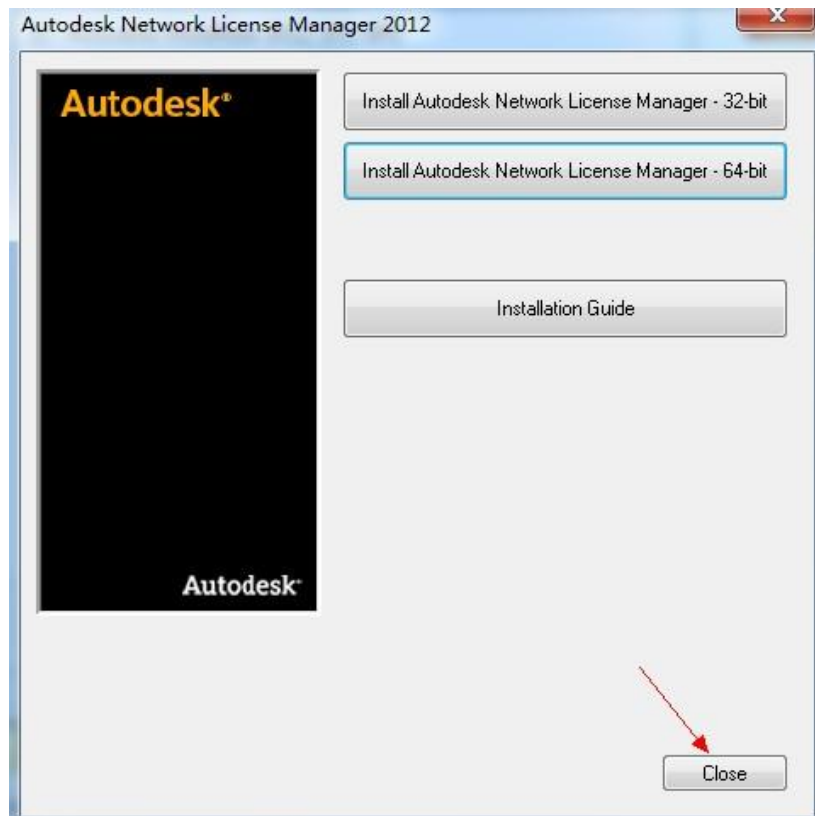 Autodesk Network License Manager 2012
Autodesk®
Install Autodesk Network License Manager - 32-bit
Install Autodesk Network License Manager - 64-bit
Installation Guide
Autodesk®
Close